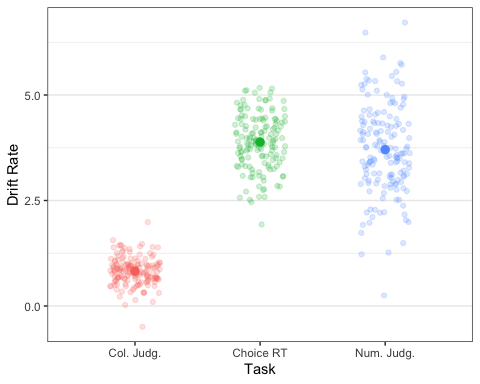 5.0
2.5
0.0
Drift Rate
Col. Judg.
Choice RT
Num. Judg.
Task